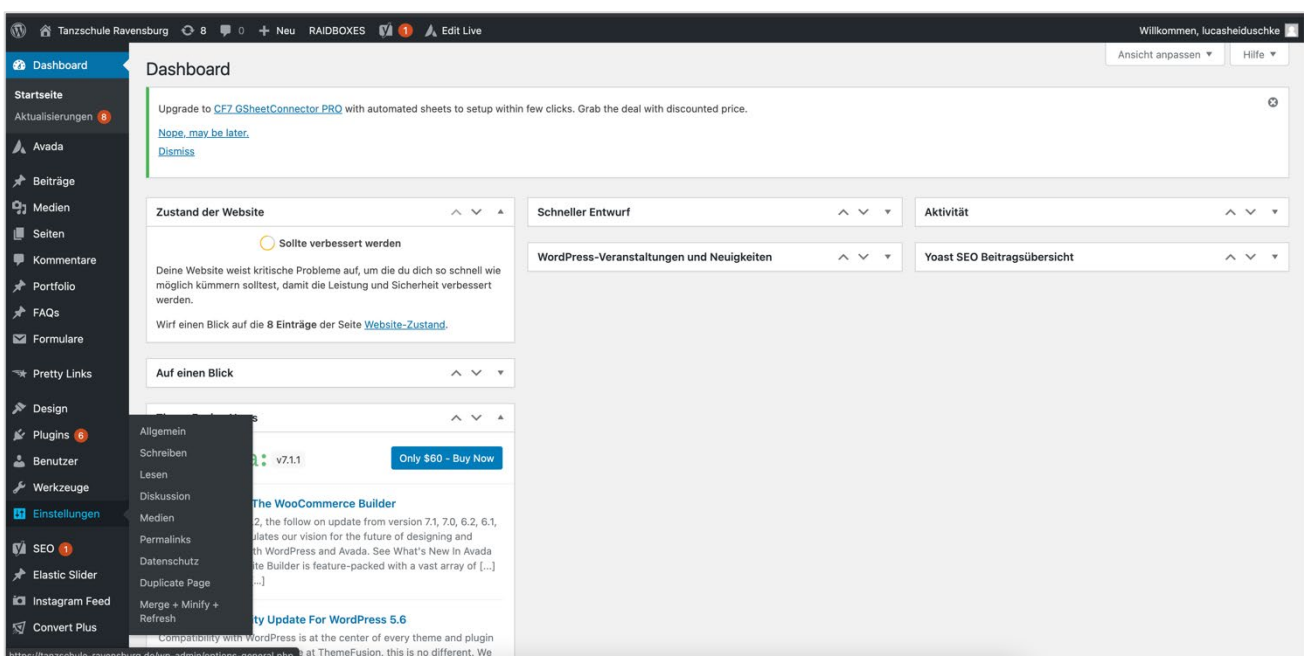 Tanzschule Ravensburg 8 0 + Neu RAIDBOXES 1 Edit Live
Willkommen, lucasheiduschke
Dashboard
Startseite
Aktualisierungen 8
Avada
Beiträge
Medien
Seiten
Kommentare
Portfolio
FAQs
Formulare
Pretty Links
Design
Plugins 6
Benutzer
Werkzeuge
Einstellungen
SEO 1
Elastic Slider
Instagram Feed
Convert Plus
Allgemein
Schreiben
Lesen
Diskussion
Medien
Permalinks
Datenschutz
Duplicate Page
Merge + Minify +
Refresh
Dashboard
Ansicht anpassen
Hilfe
Upgrade to CF7 GSheetConnector PRO with automated sheets to setup within few clicks. Grab the deal with discounted price.
Nope, may be later.
Dismiss
Zustand der Website
Sollte verbessert werden
Deine Website weist kritische Probleme auf, um die du dich so schnell wie
möglich kümmern solltest, damit die Leistung und Sicherheit verbessert
werden.
Wirf einen Blick auf die 8 Einträge der Seite Website-Zustand.
Auf einen Blick
v7.1.1
Only $60 - Buy Now
The WooCommerce Builder
.2, the follow on update from version 7.1, 7.0, 6.2, 6.1,
ulates our vision for the future of designing and
th WordPress and Avada. See What's New In Avada
ite Builder is feature-packed with a vast array of [...]
...]
ty Update For WordPress 5.6
Compatibility with WordPress is at the center of every theme and plugin
e at ThemeFusion, this is no different. We
Schneller Entwurf
WordPress-Veranstaltungen und Neuigkeiten
Aktivität
Yoast SEO Beitragsübersicht
https://tanzschule-ravensburg.de/wp-admin/options-general.php